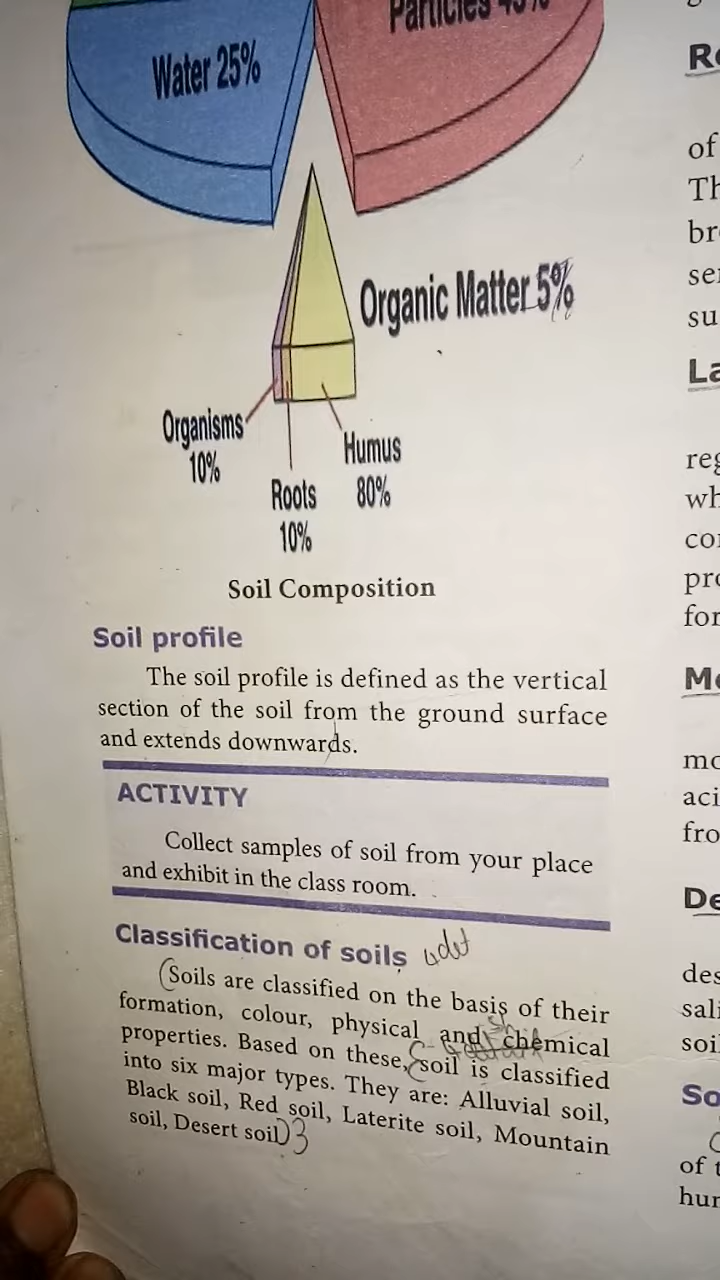 Particles 45%
Water 25%
Organic Matter 5%
Organisms
10%
Humus
80%
Roots
10%
Soil Composition
Soil profile
The soil profile is defined as the vertical
section of the soil from the ground surface
and extends downwards.
ACTIVITY
Collect samples of soil from your place
and exhibit in the class room.
Classification of soils
Soils are classified on the basis of their
formation, colour, physical and chemical
properties. Based on these, soil is classified
into six major types. They are: Alluvial soil,
Black soil, Red soil, Laterite soil, Mountain
soil, Desert soil
of
su